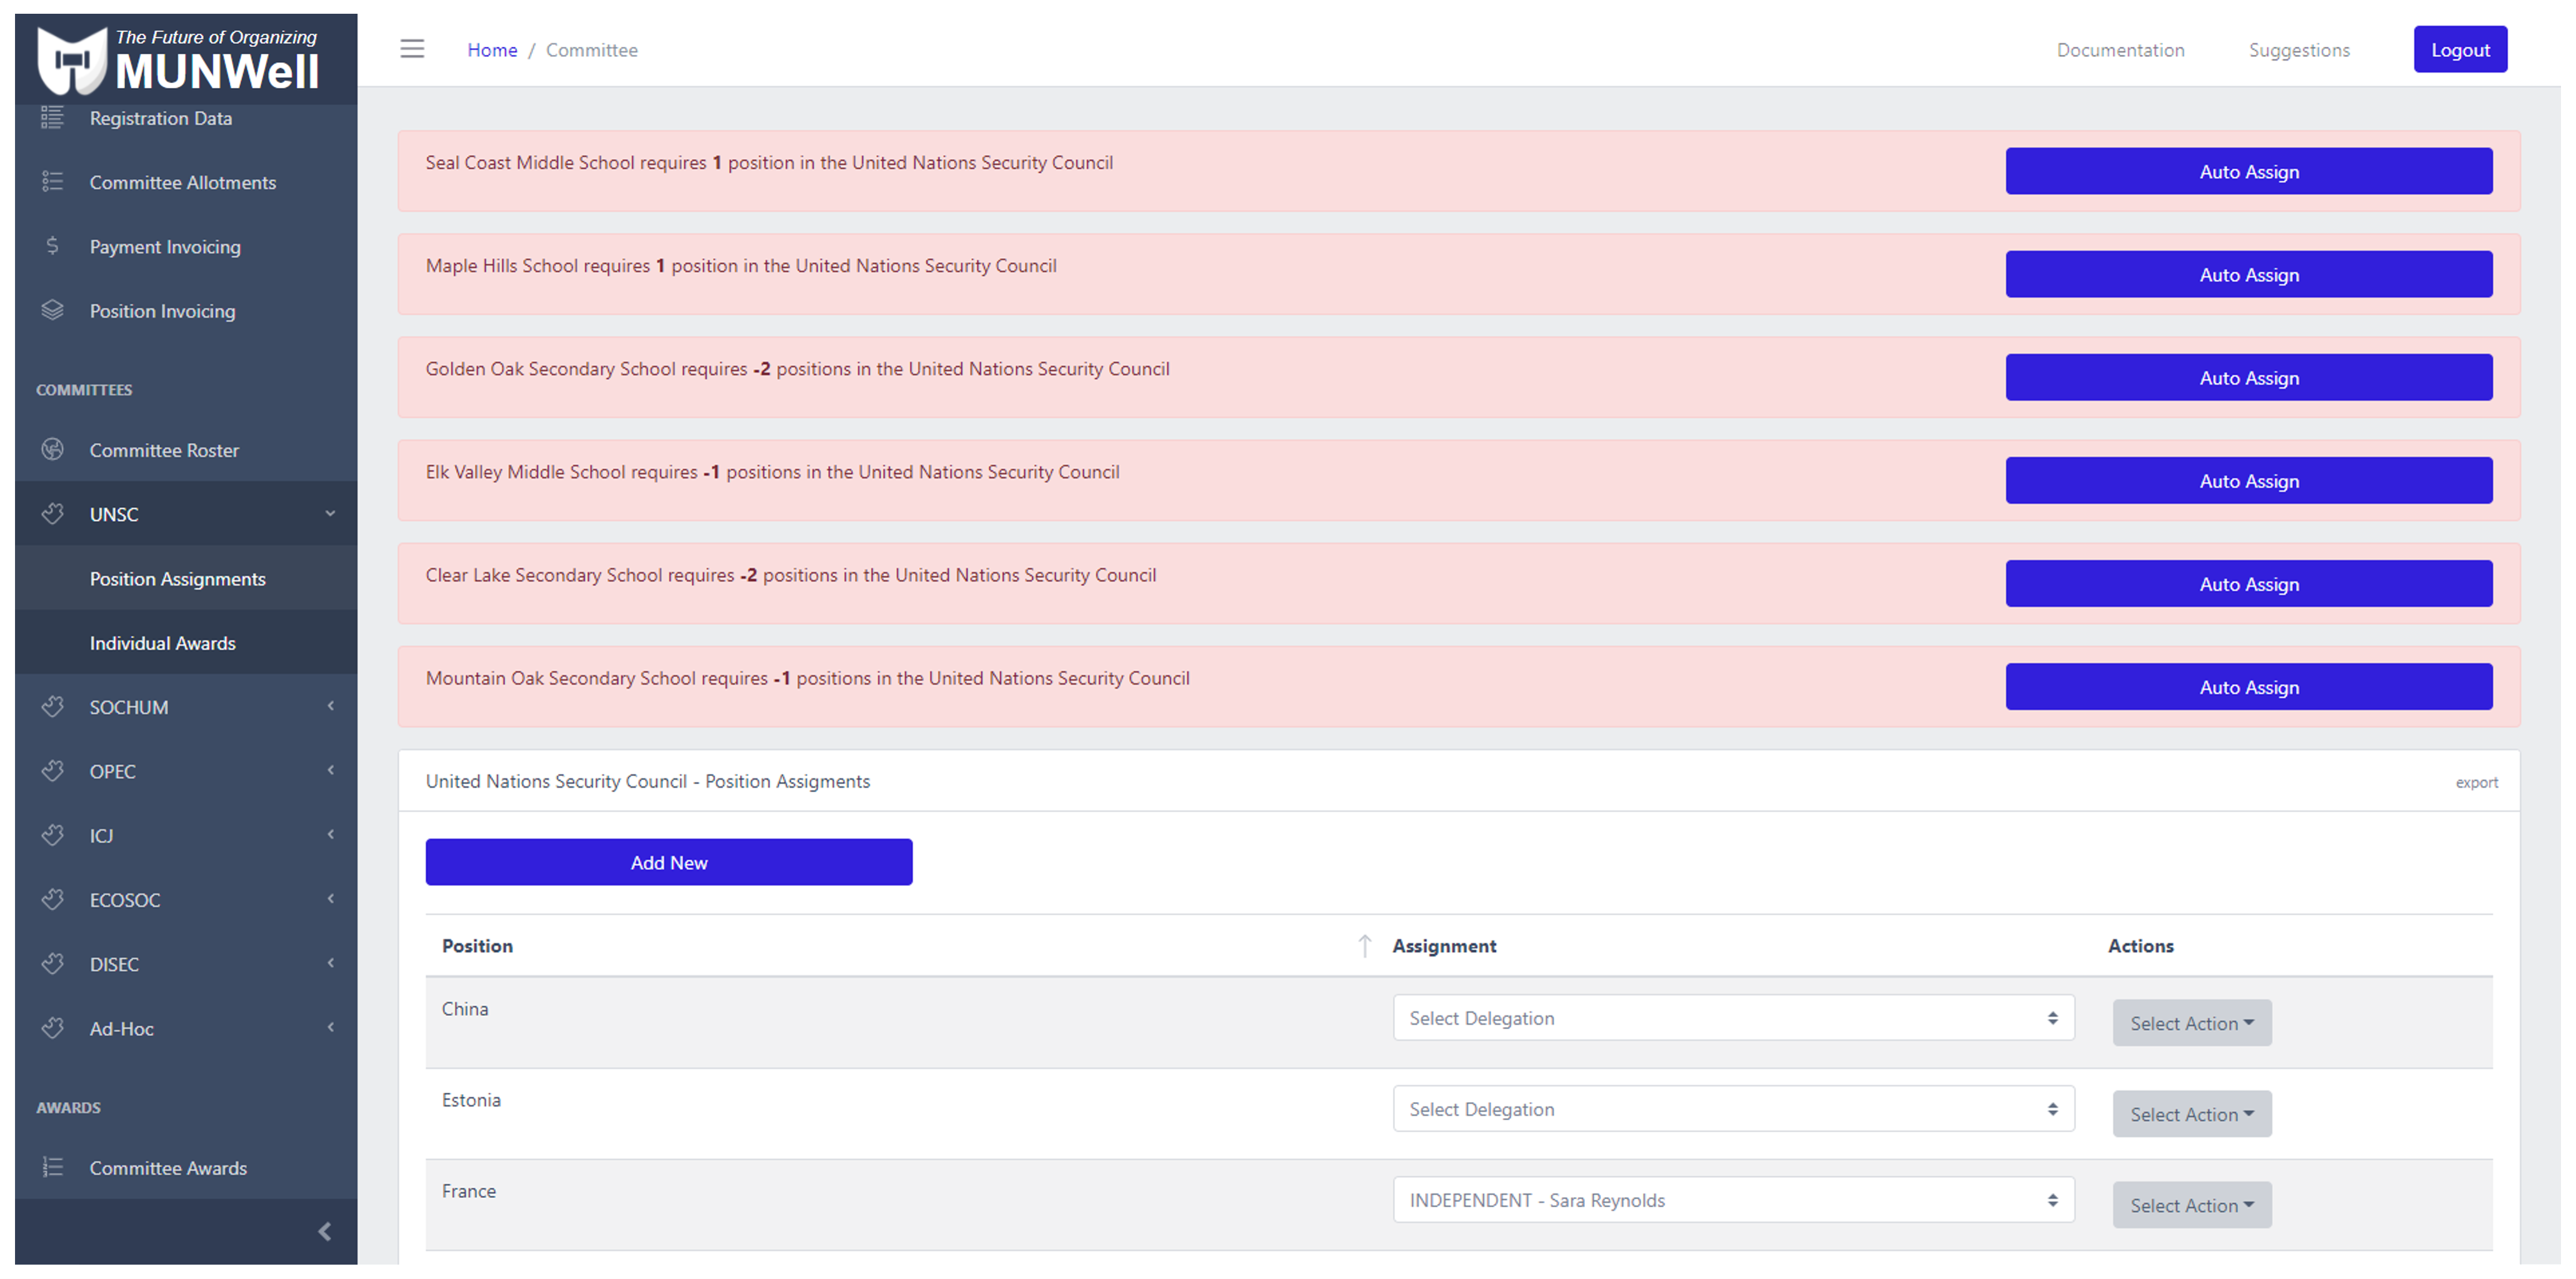 The Future of Organizing
MUNWell
Registration Data
Committee Allotments
Payment Invoicing
Position Invoicing
COMMITTEES
Committee Roster
UNSC
Position Assignments
Individual Awards
SOCHUM
OPEC
ICJ
ECOSOC
DISEC
Ad-Hoc
AWARDS
Committee Awards
Home / Committee
Documentation
Suggestions
Logout
Seal Coast Middle School requires 1 position in the United Nations Security Council
Auto Assign
Maple Hills School requires 1 position in the United Nations Security Council
Auto Assign
Golden Oak Secondary School requires -2 positions in the United Nations Security Council
Auto Assign
Elk Valley Middle School requires -1 positions in the United Nations Security Council
Auto Assign
Clear Lake Secondary School requires -2 positions in the United Nations Security Council
Auto Assign
Mountain Oak Secondary School requires -1 positions in the United Nations Security Council
Auto Assign
United Nations Security Council - Position Assigments
export
Add New
Position Assignment Actions
China Select Delegation Select Action
Estonia Select Delegation Select Action
France INDEPENDENT - Sara Reynolds Select Action